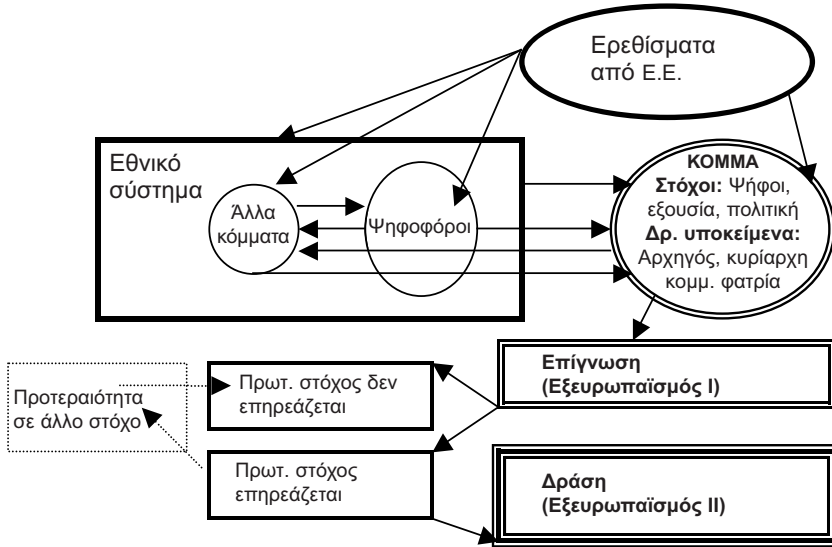 Ερεθίσματα
από Ε.Ε.
Εθνικό
σύστημα
Άλλα
κόμματα
Ψηφοφόροι
ΚΟΜΜΑ
Στόχοι: Ψήφοι,
εξουσία, πολιτική
Δρ. υποκείμενα:
Αρχηγός, κυρίαρχη
κομμ. φατρία
Προτεραιότητα
σε άλλο στόχο
Πρωτ. στόχος δεν
επηρεάζεται
Επίγνωση
(Εξευρωπαϊσμός Ι)
Πρωτ. στόχος
επηρεάζεται
Δράση
(Εξευρωπαϊσμός ΙΙ)